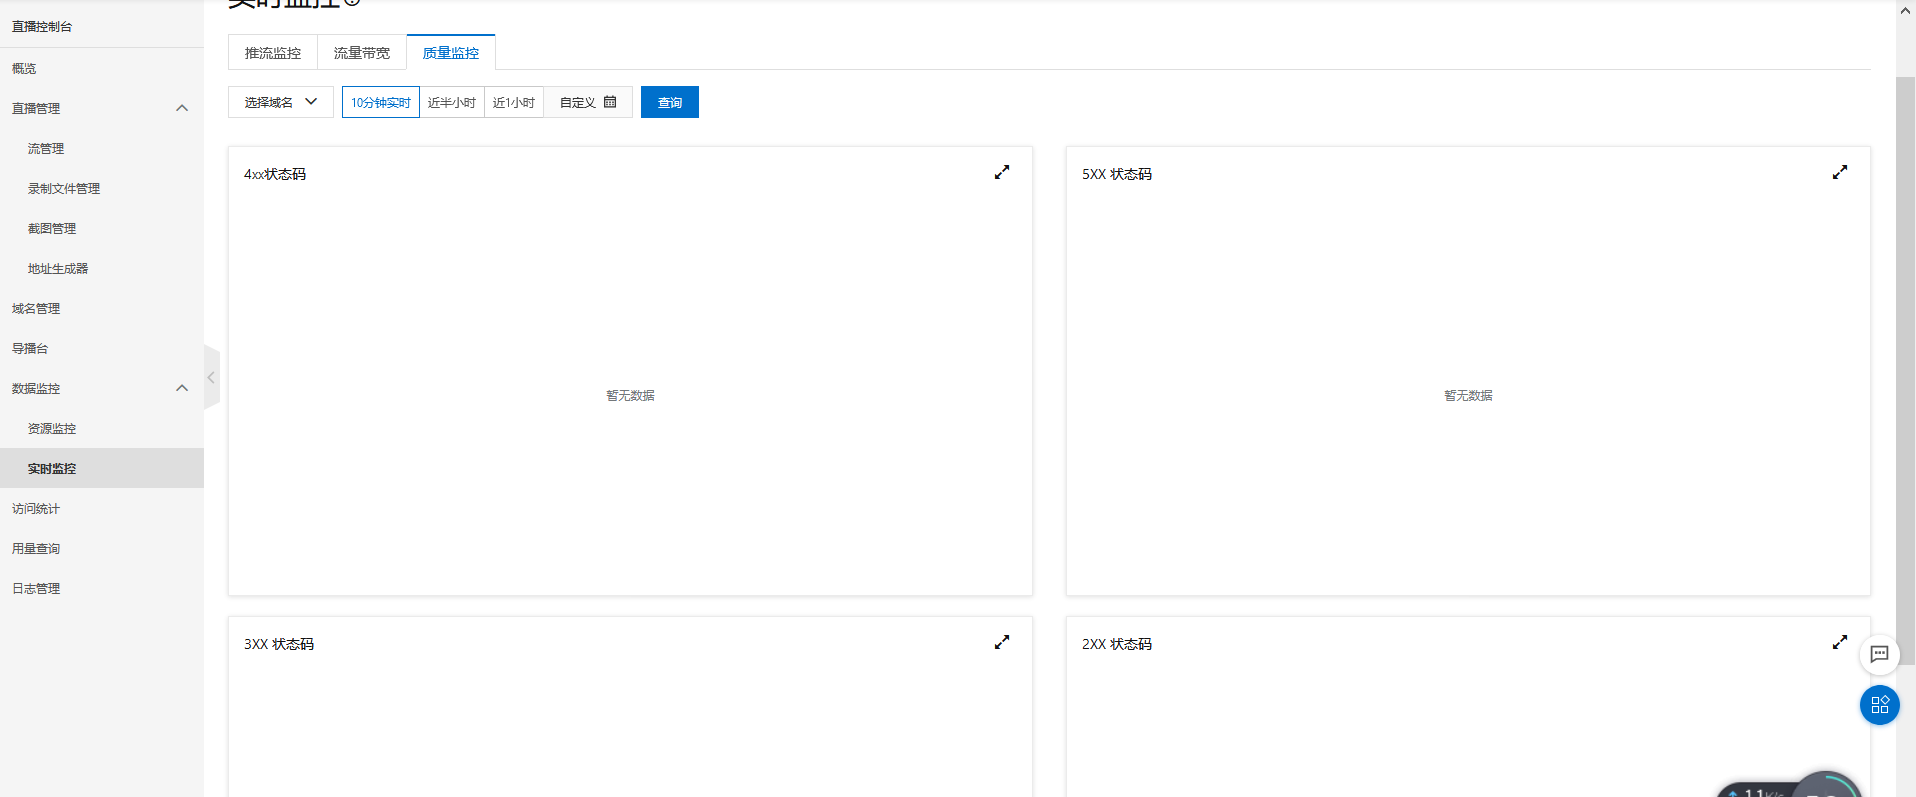 实时监控
直播控制台
概览
直播管理
流管理
录制文件管理
截图管理
地址生成器
域名管理
导播台
数据监控
资源监控
实时监控
访问统计
用量查询
日志管理
推流监控
流量带宽
质量监控
选择域名
10分钟实时
近半小时
近1小时
自定义
查询
4xx状态码
暂无数据
5XX 状态码
暂无数据
3XX 状态码
2XX 状态码